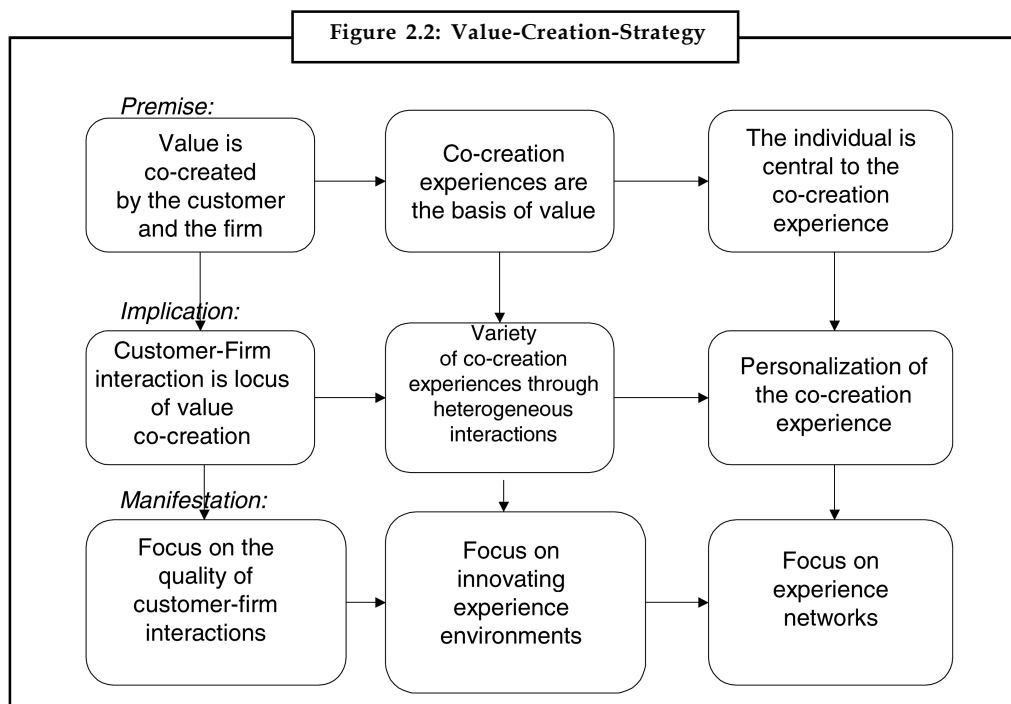 Figure 2.2: Value-Creation-Strategy
Premise:
Value is
co-created
by the customer
and the firm
Co-creation
experiences are
the basis of value
The individual is
central to the
co-creation
experience
Implication:
Customer-Firm
interaction is locus
of value
co-creation
Variety
of co-creation
experiences through
heterogeneous
interactions
Personalization of
the co-creation
experience
Manifestation:
Focus on the
quality of
customer-firm
interactions
Focus on
innovating
experience
environments
Focus on
experience
networks